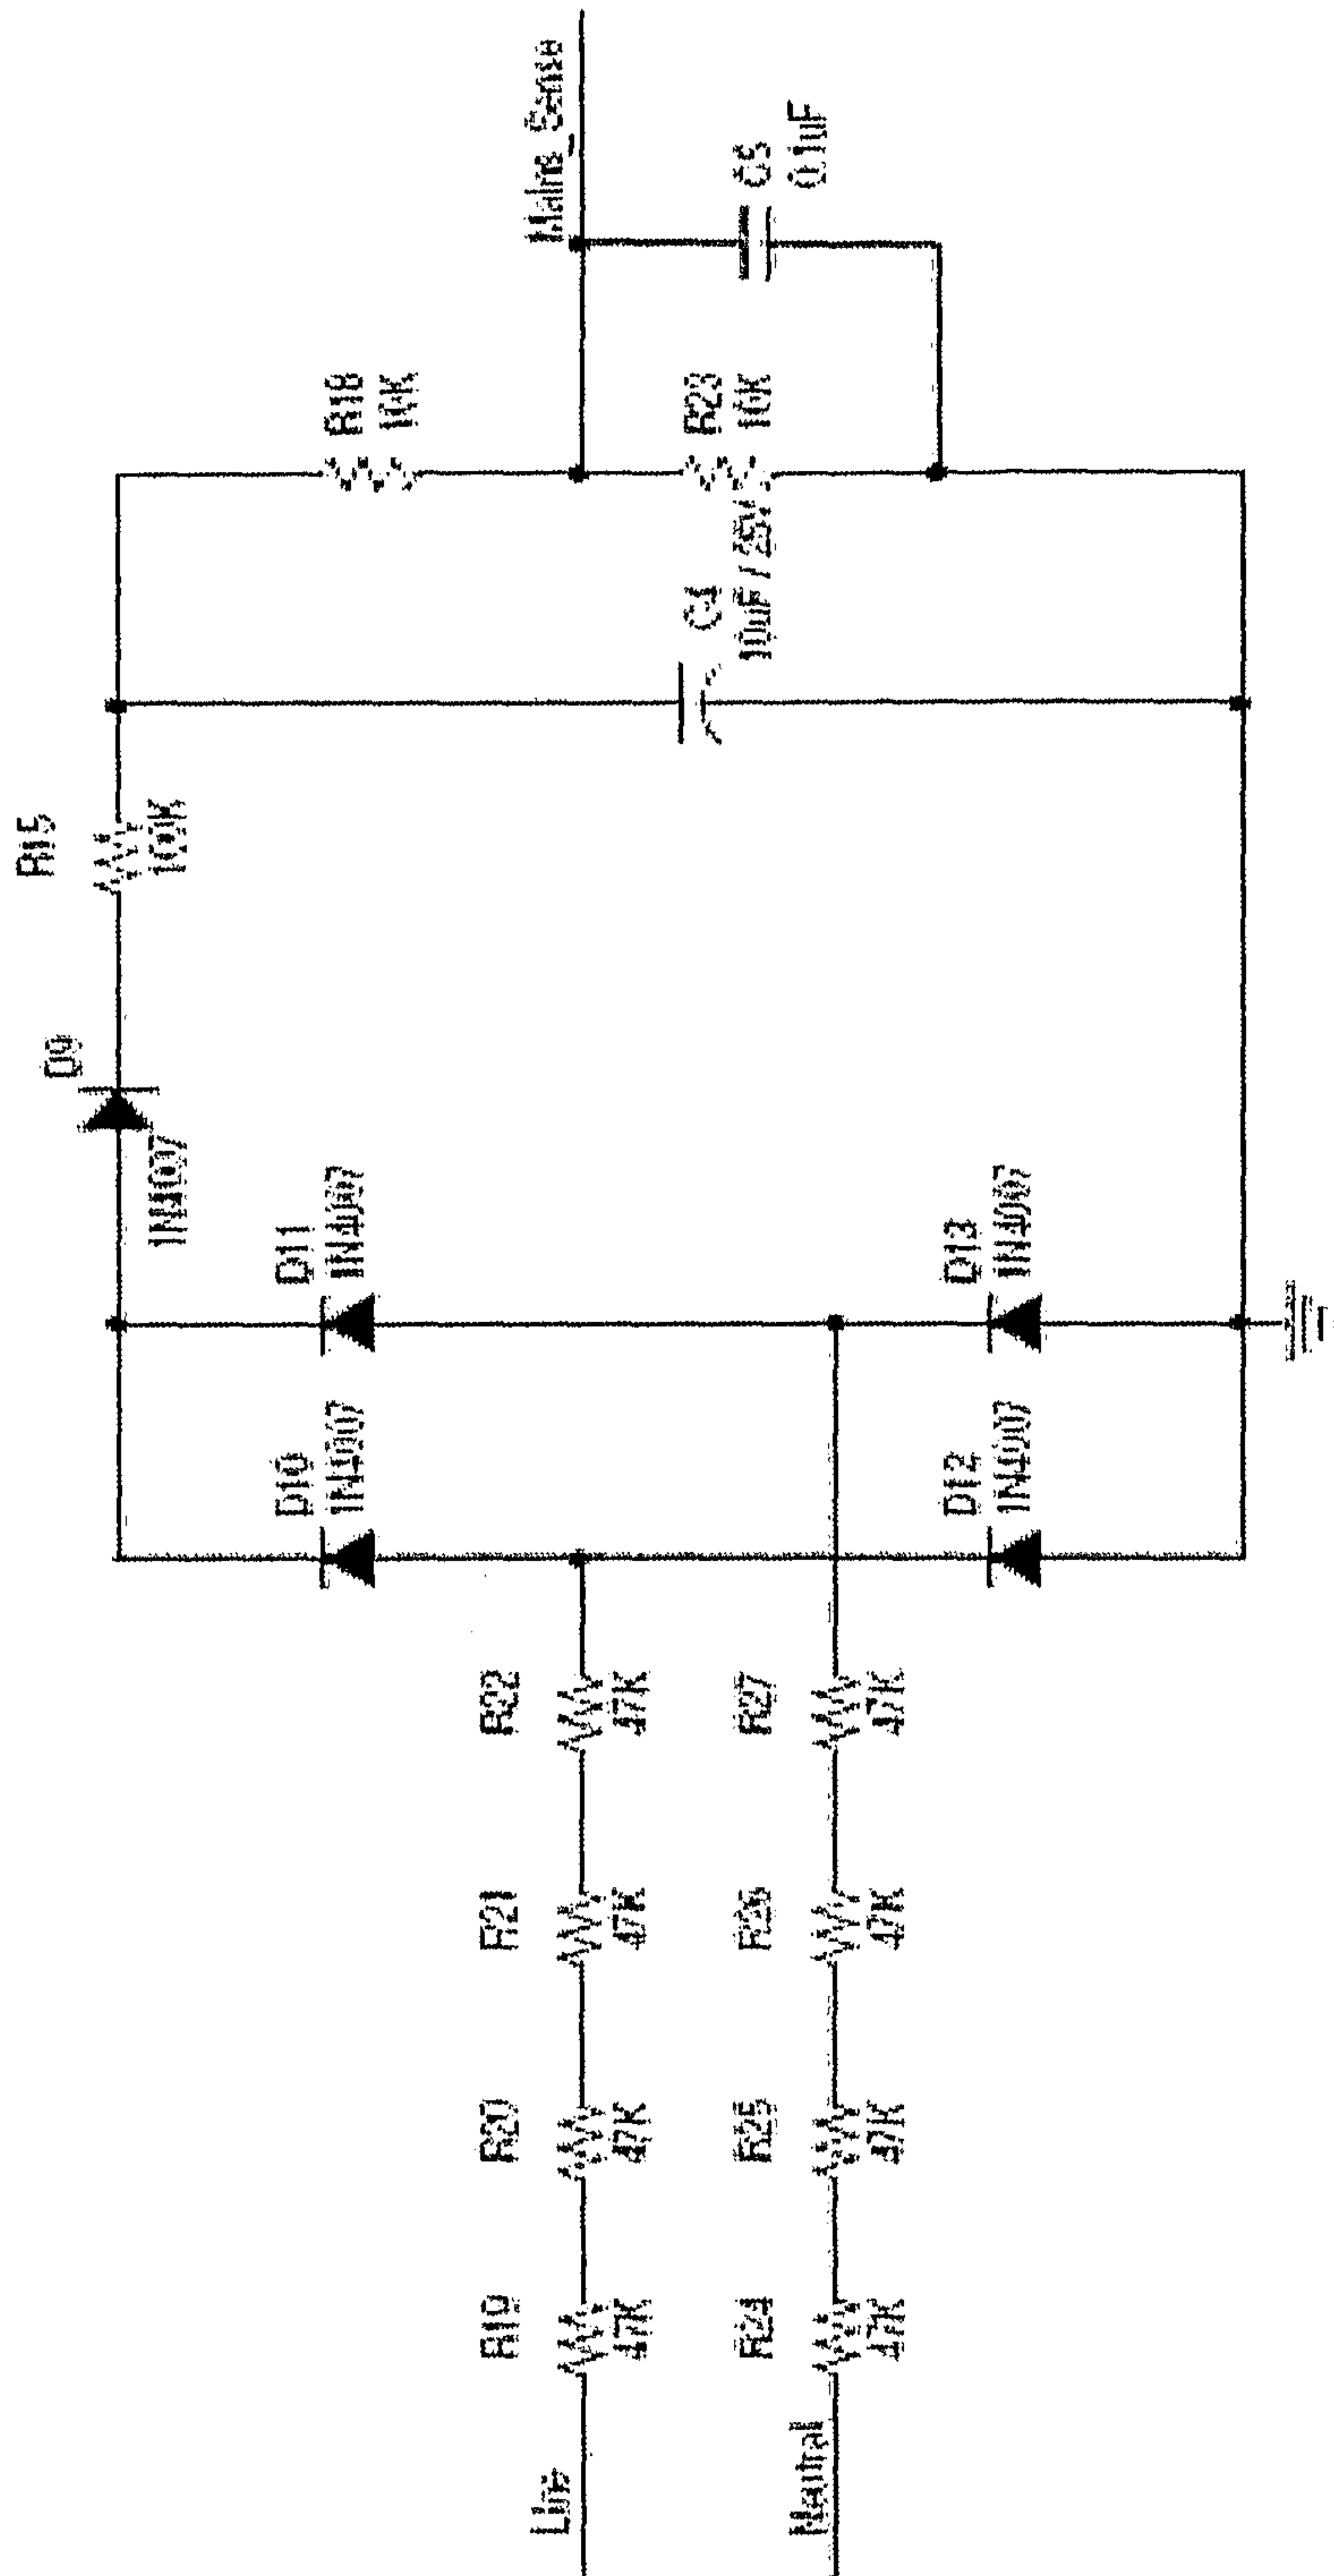 R15
100K
D9
1N4007
R18
10K
Mains_Sense
D10
1N4007
D11
1N4007
C4
10uF / 25V
R23
10K
C5
0.1uF
Line
R19
47K
R20
47K
R21
47K
R22
47K
Neutral
R24
47K
R25
47K
R26
47K
R27
47K
D12
1N4007
D13
1N4007